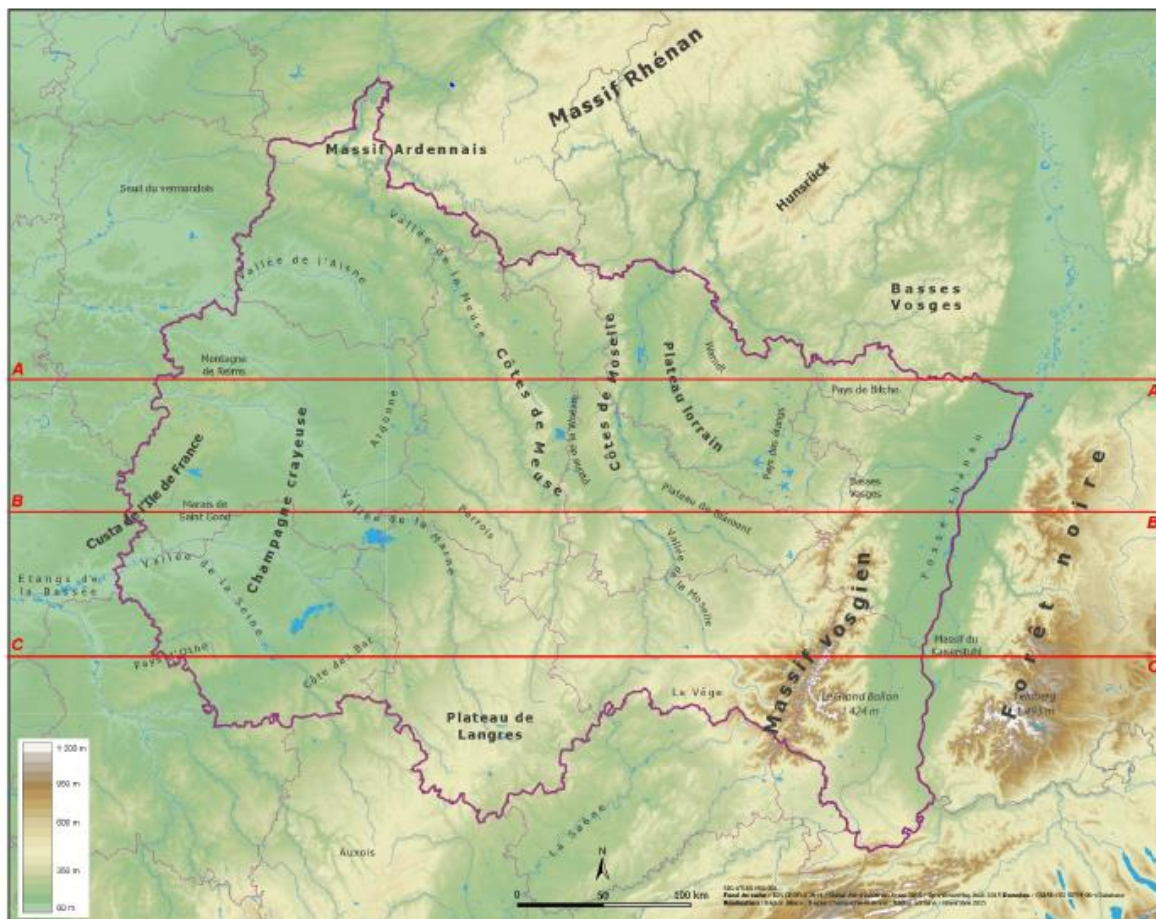 Massif Rhénan
Massif Ardennais
Hunsrück
Seuil du vermandois
Vallée de la Meuse
Vallée de l'Aisne
Basses
Vosges
Montagne
de Reims
Côtes de Meuse
Côtes de Moselle
Plateau lorrain
Warndt
A
A
Pays de Bitche
Argonne
Champagne crayeuse
Pays des étangs
Custa de l'Ile de France
Marais de
Saint Gond
Basses
Vosges
Fosse rhénan
Forêt noire
B
B
Vallée de la Marne
Barrois
Vallée de la Moselle
Etangs de
la Bassée
Vallée de la Seine
Massif vosgien
Massif du
Kaiserstuhl
C
C
Pays d'Othe
Côte des Bar
La Vôge
Le Grand Ballon
1 424 m
Feldberg
1 493 m
Plateau de
Langres
La Saône
Auxois
N
0 50 100 km